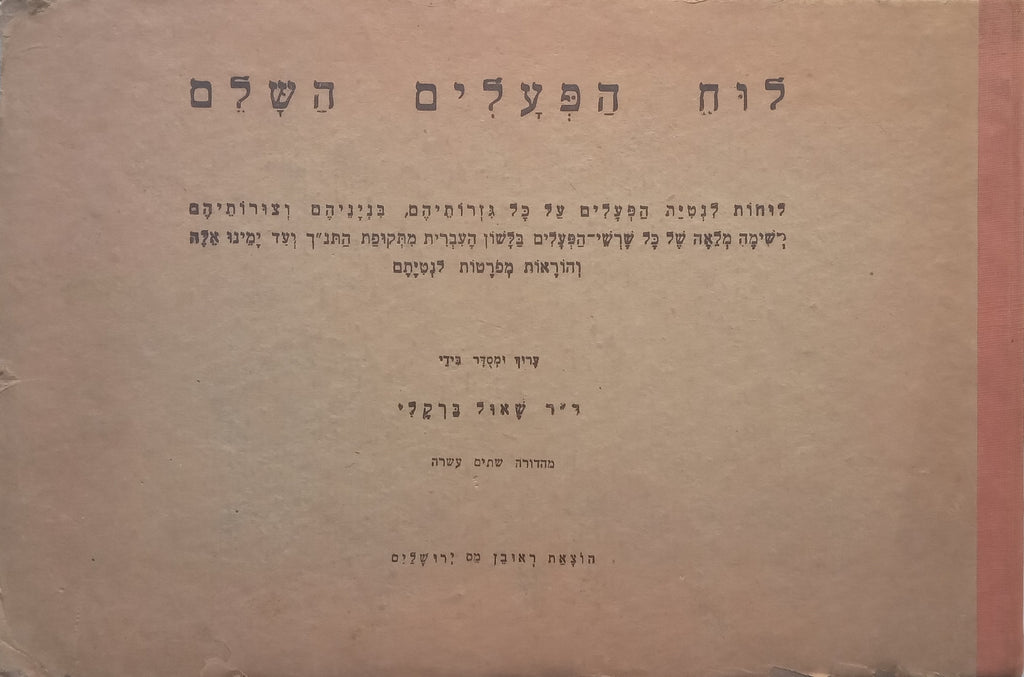 לוּחַ הַפְּעָלִים הַשָּׁלֵם
לוּחוֹת לִנְטִיַּת הַפְּעָלִים עַל כָּל גִּזְרוֹתֵיהֶם, בִּנְיָנֵיהֶם וְצוּרוֹתֵיהֶם
רְשִׁימָה מְלֵאָה שֶׁל כָּל שָׁרְשֵׁי־הַפְּעָלִים בַּלָּשׁוֹן הָעִבְרִית מִתְּקוּפַת הַתַּנַ״ךְ וְעַד יָמֵינוּ אֵלֶּה
וְהוֹרָאוֹת מְפֹרָטוֹת לִנְטִיָּתָם
עָרוּךְ וּמְסֻדָּר בִּידֵי
ד״ר שָׁאוּל בַּרְקָלִי
מהדורה שתים עשרה
הוֹצָאַת רְאוּבֵן מַס יְרוּשָׁלַיִם